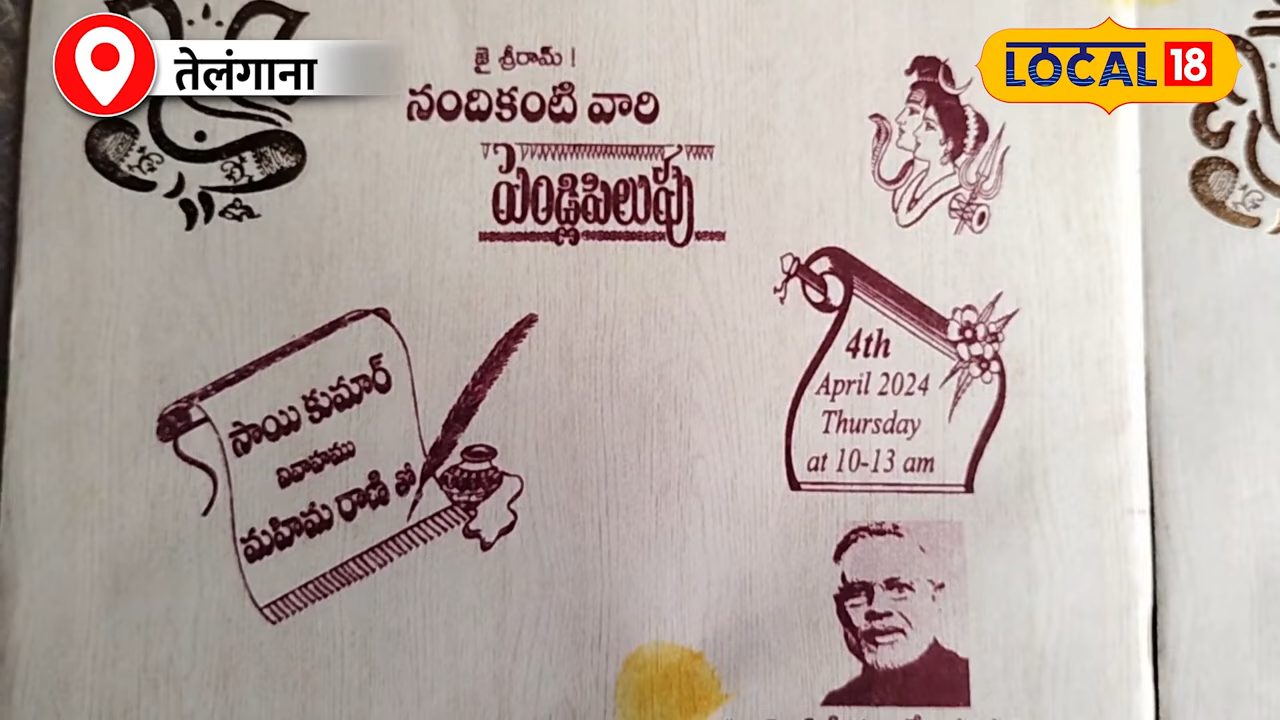 तेलंगाना
LOCAL 18
జై శ్రీరామ్ !
నందికంటి వారి
పెండ్లిపిలుపు
సాయి కుమార్
వివాహము
మహిమ రాణి తో
4th
April 2024
Thursday
at 10-13 am